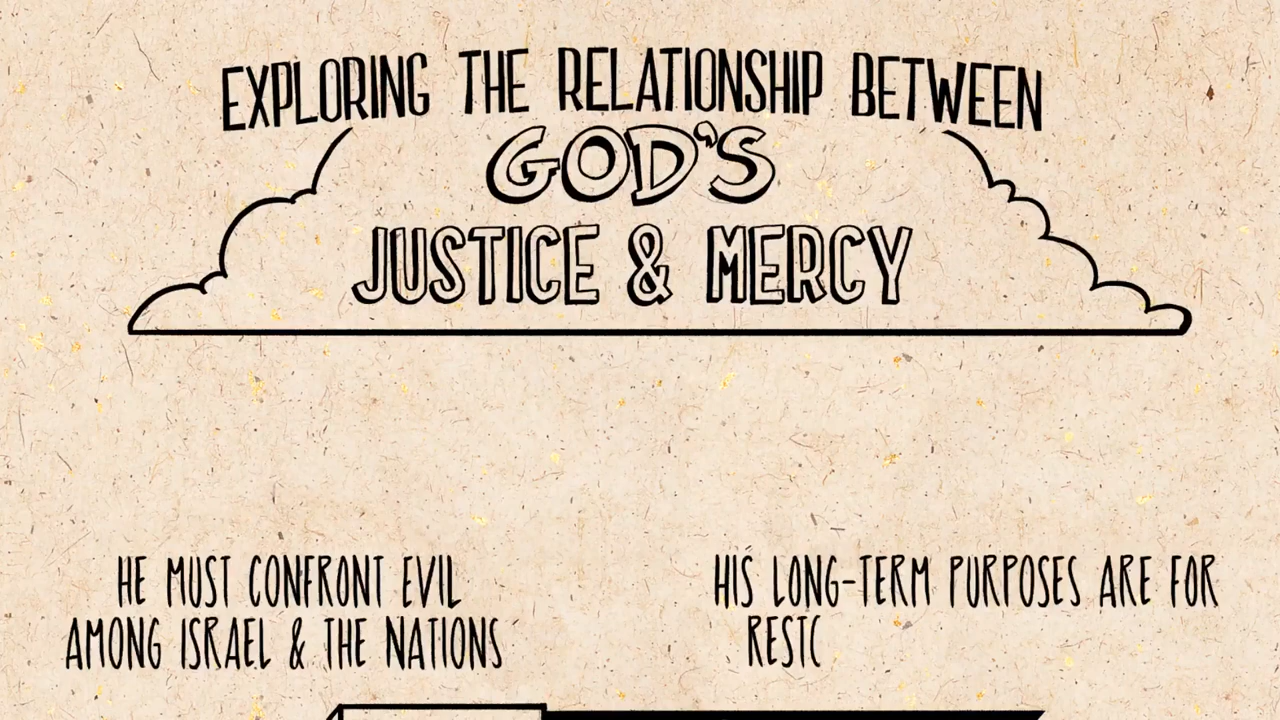 EXPLORING THE RELATIONSHIP BETWEEN
GOD'S
JUSTICE & MERCY
HE MUST CONFRONT EVIL
AMONG ISRAEL & THE NATIONS
HIS LONG-TERM PURPOSES ARE FOR